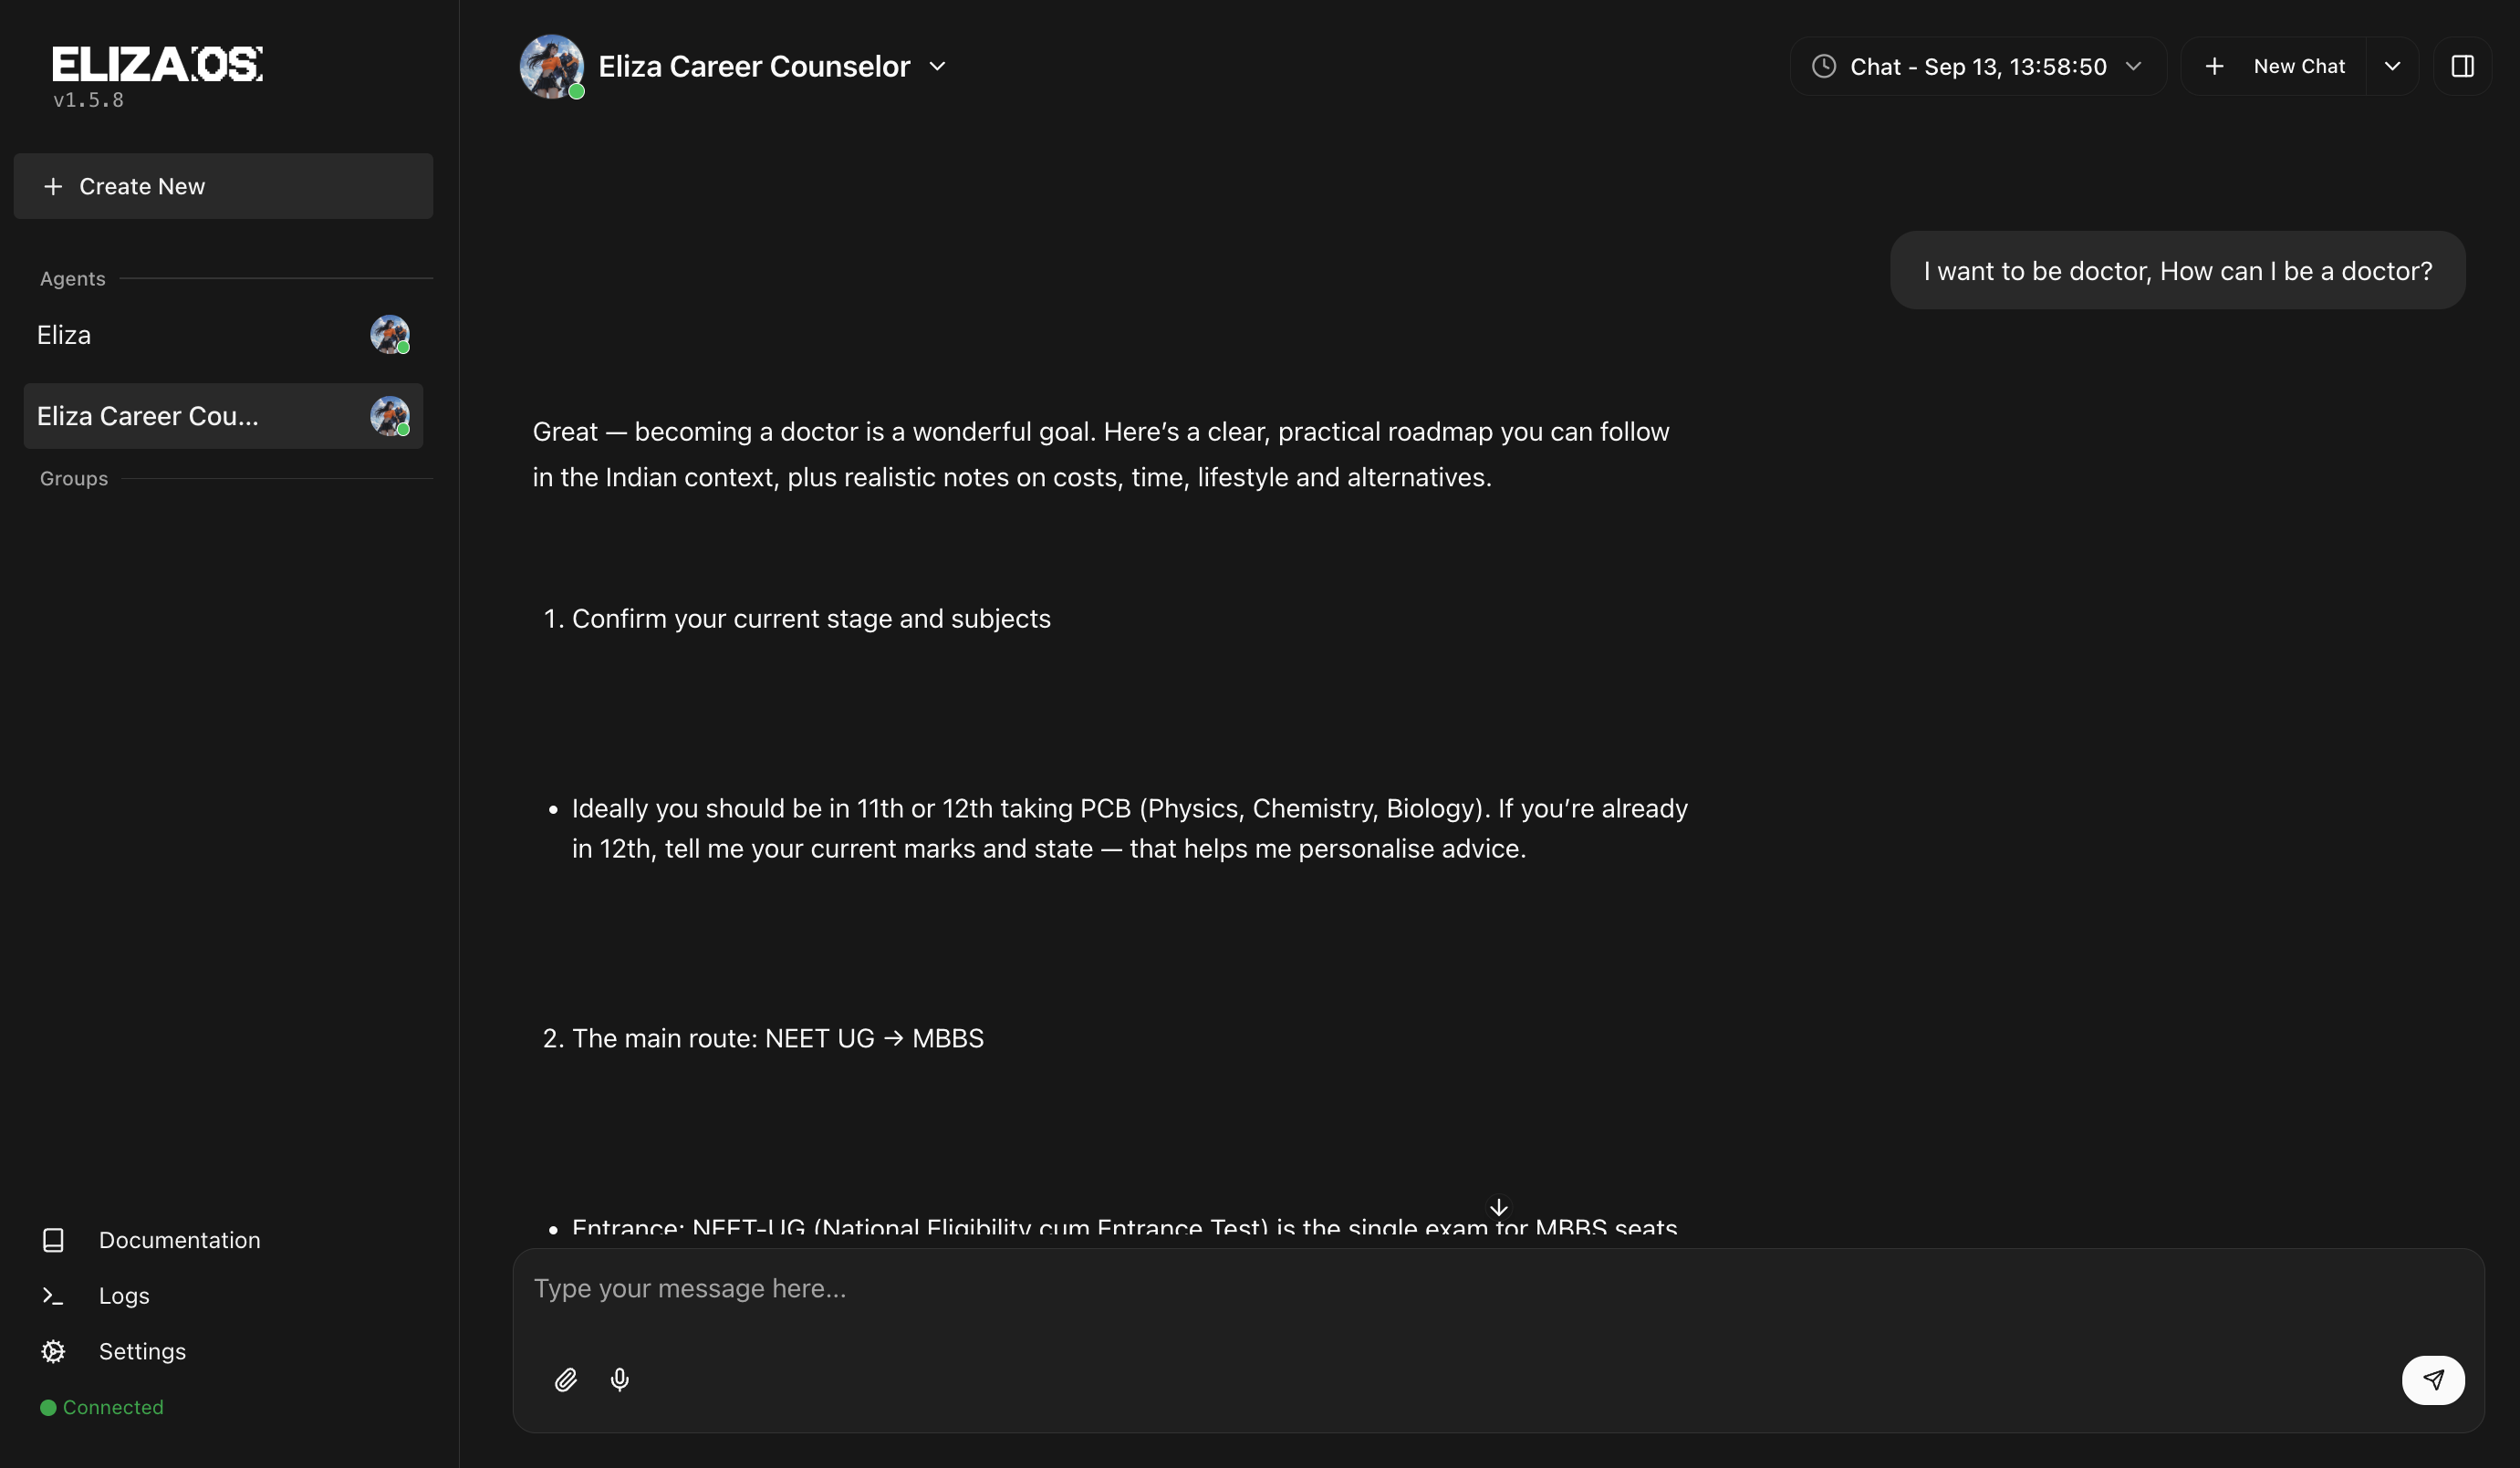 ELIZA OS
v1.5.8
Create New
Agents
Eliza
Eliza Career Cou...
Groups
Documentation
Logs
Settings
Connected
Eliza Career Counselor
Chat - Sep 13, 13:58:50
New Chat
I want to be doctor, How can I be a doctor?
Great — becoming a doctor is a wonderful goal. Here’s a clear, practical roadmap you can follow
in the Indian context, plus realistic notes on costs, time, lifestyle and alternatives.
1. Confirm your current stage and subjects
• Ideally you should be in 11th or 12th taking PCB (Physics, Chemistry, Biology). If you’re already
in 12th, tell me your current marks and state — that helps me personalise advice.
2. The main route: NEET UG → MBBS
• Entrance: NEET-UG (National Eligibility cum Entrance Test) is the single exam for MBBS seats
Type your message here...